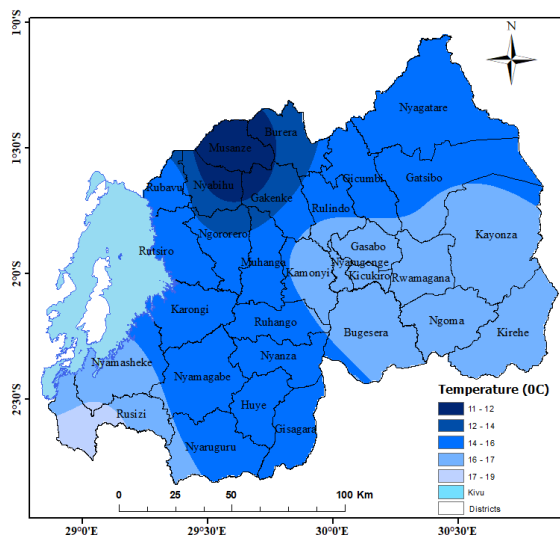 1°0'S
N
Nyagatare
Burera
1°30'S
Musanze
Rubavu
Nyabihu
Gakenke
Gicumbi
Gatsibo
Rulindo
Ngororero
Kayonza
Rutsiro
Muhanga
Gasabo
2°0'S
Kamonyi
Nyarugenge
Kicukiro
Rwamagana
Karongi
Ruhango
Bugesera
Ngoma
Kirehe
Nyamasheke
Nyanza
Nyamagabe
2°30'S
Rusizi
Huye
Gisagara
Nyaruguru
Temperature (0C)
11 - 12
12 - 14
14 - 16
16 - 17
17 - 19
Kivu
Districts
0 25 50 100 Km
29°0'E 29°30'E 30°0'E 30°30'E